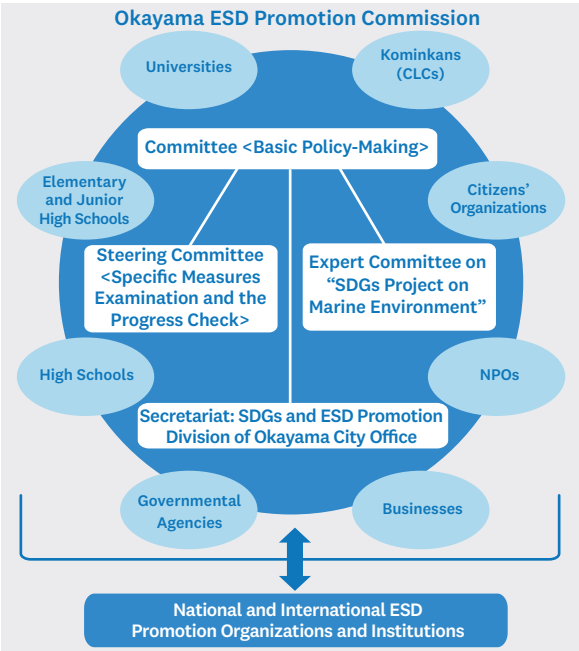 Okayama ESD Promotion Commission
Universities
Kominkans
(CLCs)
Committee <Basic Policy-Making>
Elementary
and Junior
High Schools
Citizens'
Organizations
Steering Committee
<Specific Measures
Examination and the
Progress Check>
Expert Committee on
“SDGs Project on
Marine Environment”
High Schools
NPOs
Secretariat: SDGs and ESD Promotion
Division of Okayama City Office
Governmental
Agencies
Businesses
National and International ESD
Promotion Organizations and Institutions